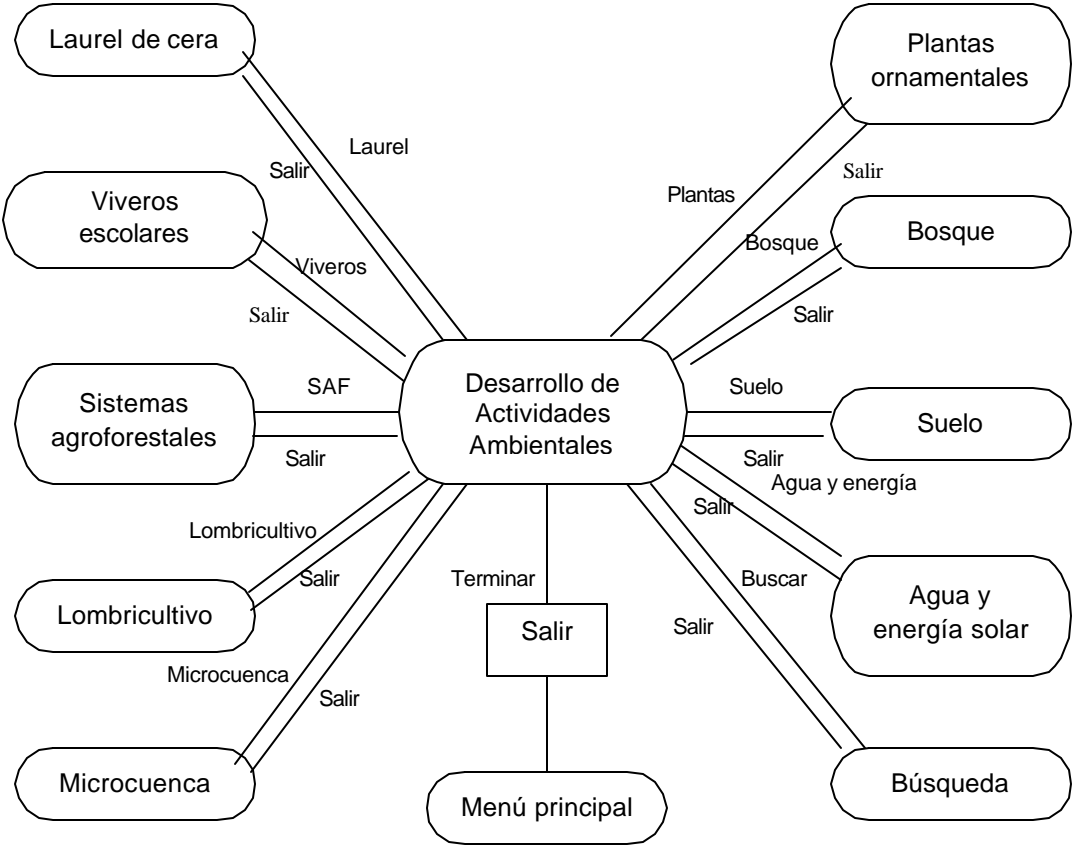 Laurel de cera
Plantas
ornamentales
Laurel
Salir
Salir
Plantas
Viveros
escolares
Bosque
Bosque
Viveros
Salir
Salir
SAF
Desarrollo de
Actividades
Ambientales
Suelo
Sistemas
agroforestales
Suelo
Salir
Salir
Agua y energía
Salir
Lombricultivo
Salir
Terminar
Buscar
Lombricultivo
Salir
Salir
Agua y
energía solar
Microcuenca
Salir
Microcuenca
Menú principal
Búsqueda